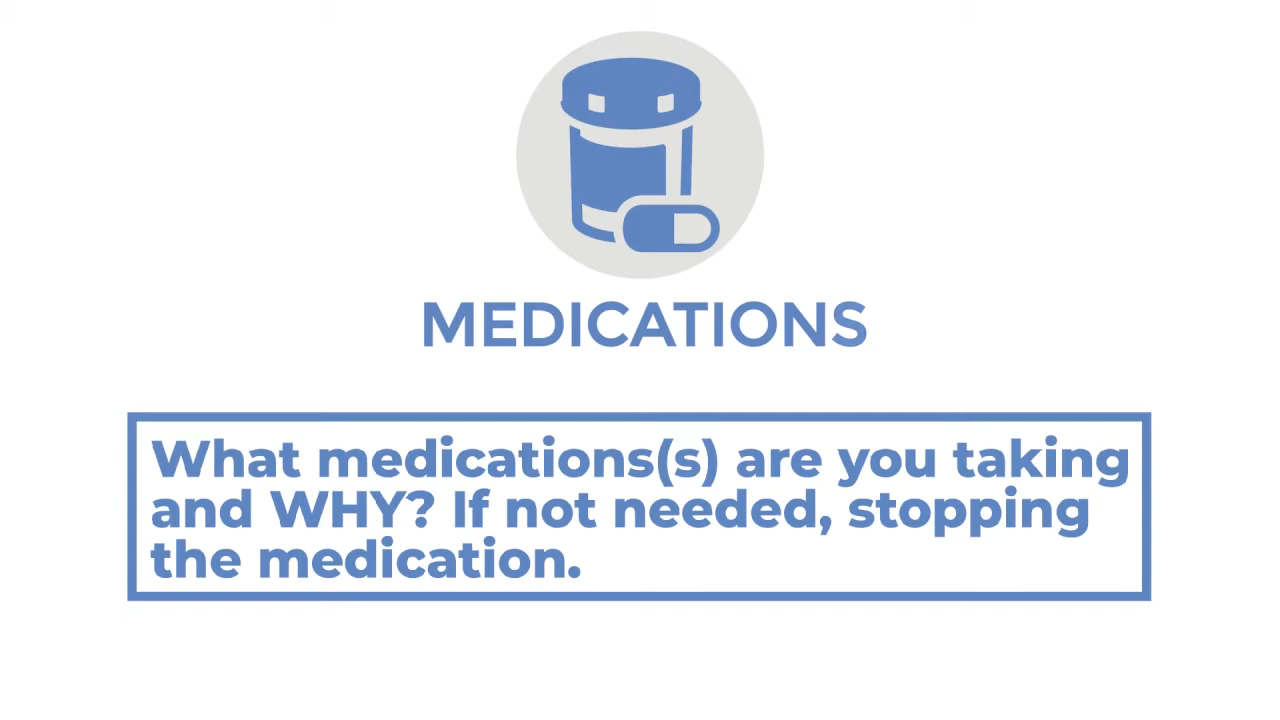 MEDICATIONS
What medications(s) are you taking
and WHY? If not needed, stopping
the medication.